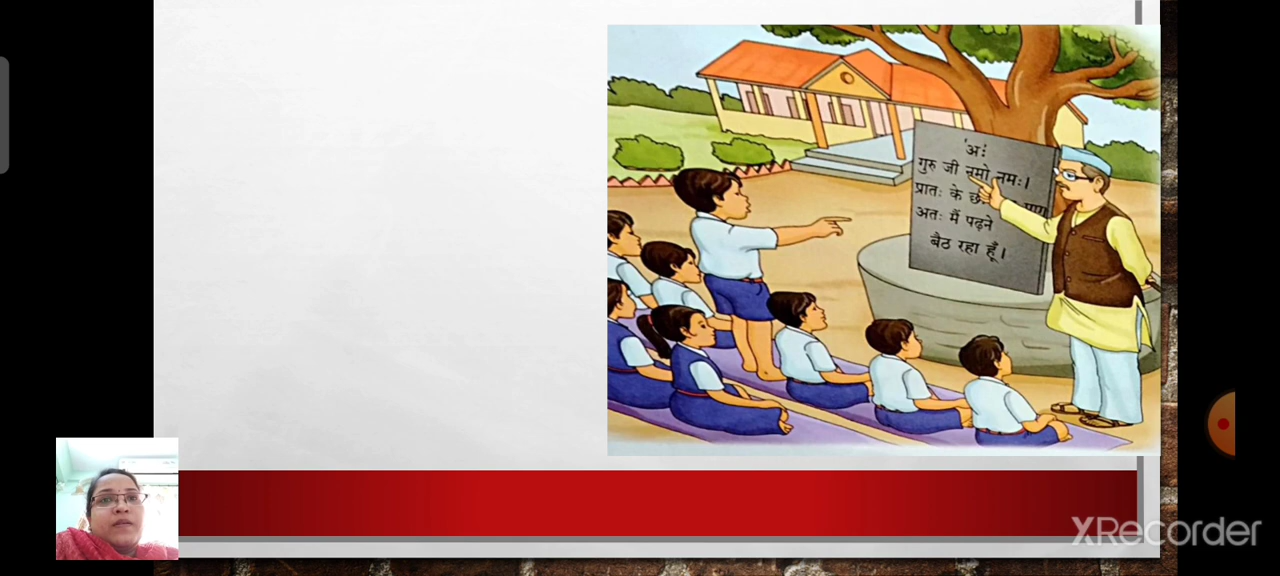 'अः'
गुरु जी नमो नमः।
प्रातः के छः
अतः मैं पढ़ने
बैठ रहा हूँ।
XRecorder